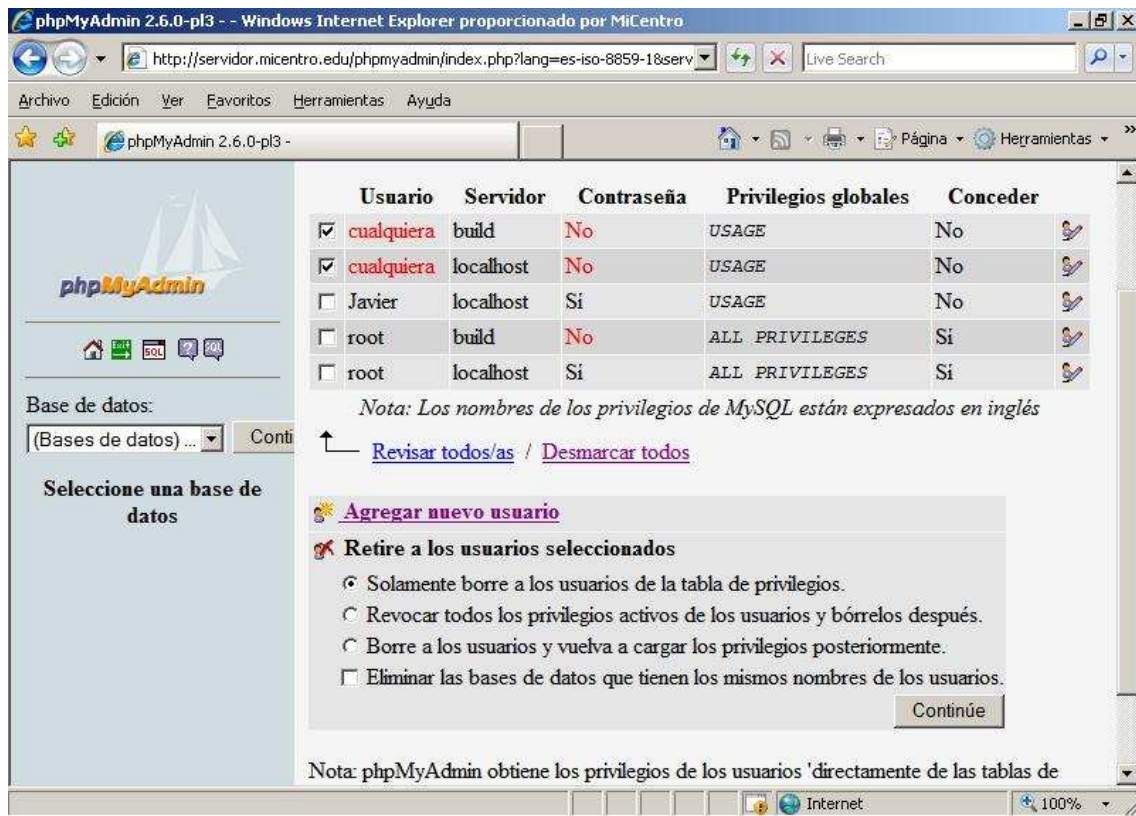 phpMyAdmin 2.6.0-pl3 - - Windows Internet Explorer proporcionado por MiCentro
http://servidor.micentro.edu/phpmyadmin/index.php?lang=es-iso-8859-1&serv
Live Search
Archivo Edición Ver Favoritos Herramientas Ayuda
phpMyAdmin 2.6.0-pl3 -
Página Herramientas »
phpMyAdmin
Exit
SQL
SQL
Base de datos:
(Bases de datos) ... Conti
Seleccione una base de
datos
Usuario Servidor Contraseña Privilegios globales Conceder
cualquiera build No USAGE No
cualquiera localhost No USAGE No
Javier localhost Sí USAGE No
root build No ALL PRIVILEGES Sí
root localhost Sí ALL PRIVILEGES Sí
Nota: Los nombres de los privilegios de MySQL están expresados en inglés
Revisar todos/as / Desmarcar todos
Agregar nuevo usuario
Retire a los usuarios seleccionados
Solamente borre a los usuarios de la tabla de privilegios.
Revocar todos los privilegios activos de los usuarios y bórrelos después.
Borre a los usuarios y vuelva a cargar los privilegios posteriormente.
Eliminar las bases de datos que tienen los mismos nombres de los usuarios.
Continúe
Nota: phpMyAdmin obtiene los privilegios de los usuarios 'directamente de las tablas de
Internet 100%